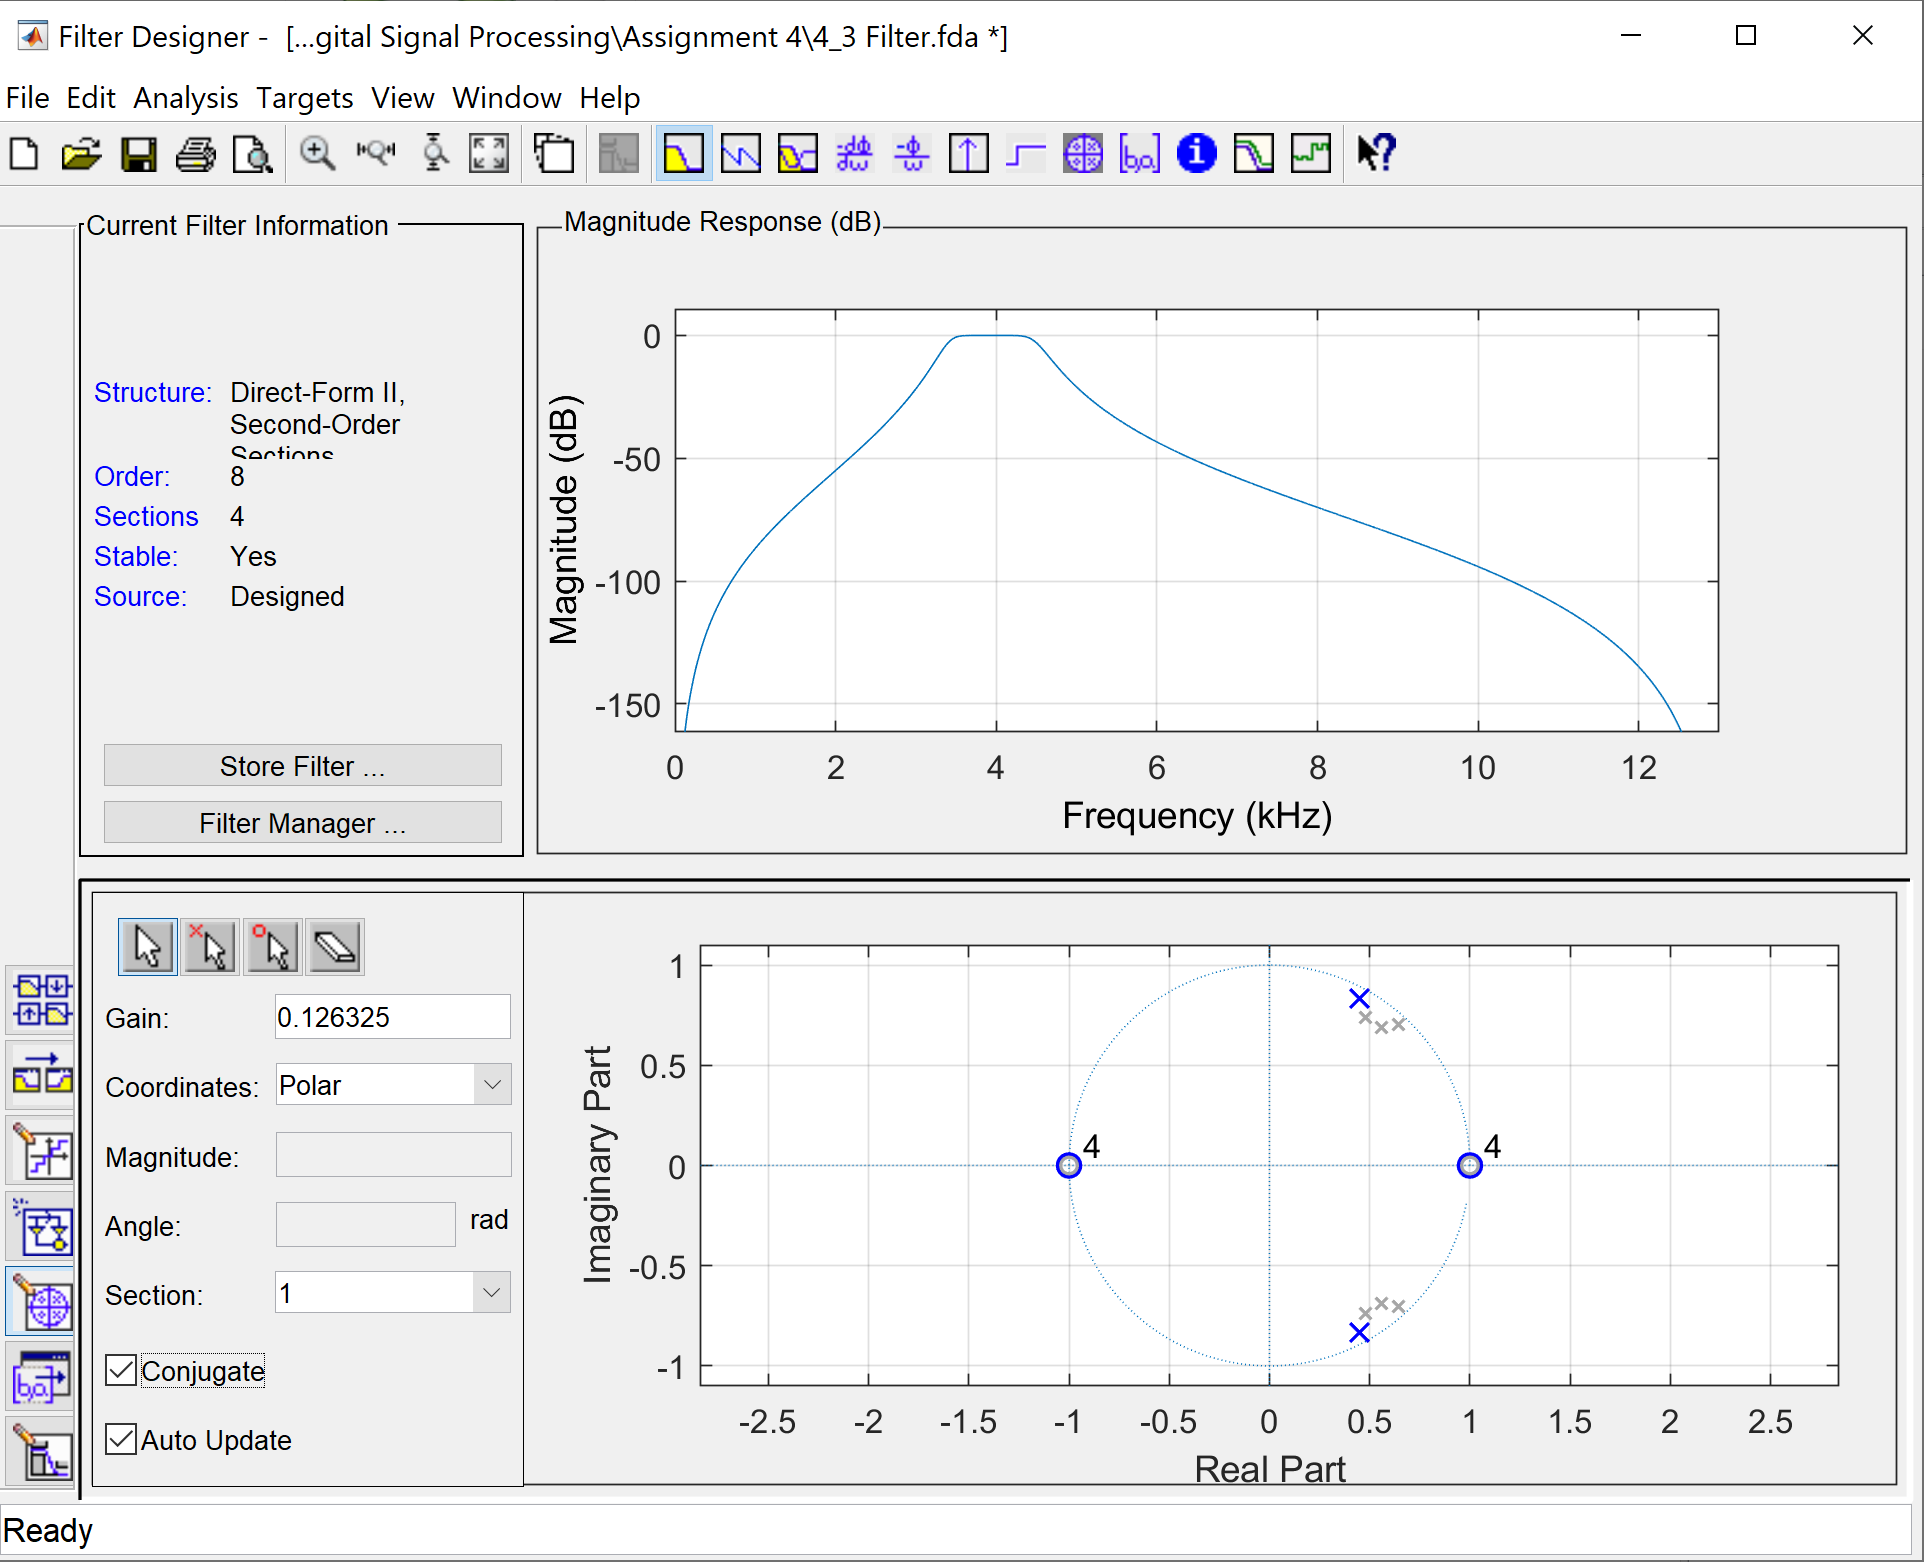 Filter Designer -  [...gital Signal Processing\Assignment 4\4_3 Filter.fda *]
File Edit Analysis Targets View Window Help
Current Filter Information
Structure: Direct-Form II,
Second-Order
Sections
Order: 8
Sections 4
Stable: Yes
Source: Designed
Store Filter ...
Filter Manager ...
Magnitude Response (dB)
Magnitude (dB)
0
-50
-100
-150
0 2 4 6 8 10 12
Frequency (kHz)
Gain: 0.126325
Coordinates: Polar
Magnitude:
Angle: rad
Section: 1
Conjugate
Auto Update
Imaginary Part
1
0.5
0
-0.5
-1
4 4
-2.5 -2 -1.5 -1 -0.5 0 0.5 1 1.5 2 2.5
Real Part
Ready